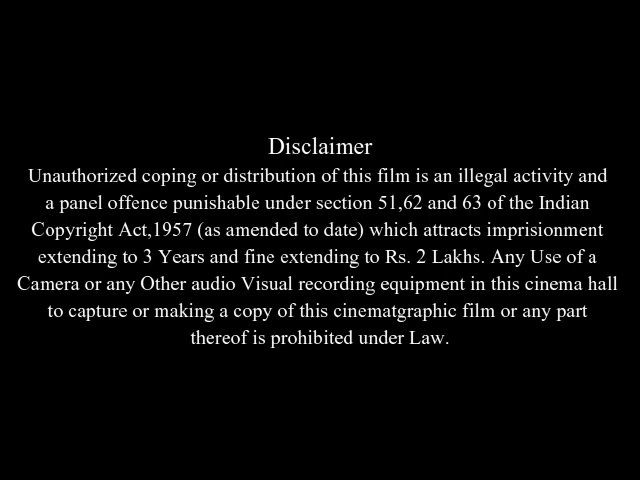 Disclaimer
Unauthorized coping or distribution of this film is an illegal activity and
a panel offence punishable under section 51,62 and 63 of the Indian
Copyright Act,1957 (as amended to date) which attracts imprisionment
extending to 3 Years and fine extending to Rs. 2 Lakhs. Any Use of a
Camera or any Other audio Visual recording equipment in this cinema hall
to capture or making a copy of this cinematgraphic film or any part
thereof is prohibited under Law.